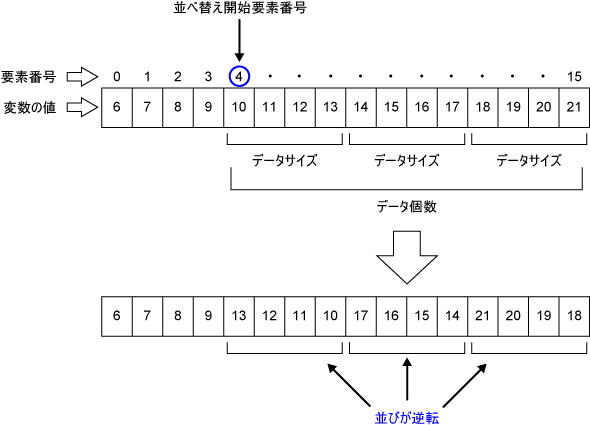 並べ替え開始要素番号
要素番号 0 1 2 3 4 ・ ・ ・ ・ ・ ・ ・ ・ ・ ・ 15
変数の値 6 7 8 9 10 11 12 13 14 15 16 17 18 19 20 21
データサイズ データサイズ データサイズ
データ個数
6 7 8 9 13 12 11 10 17 16 15 14 21 20 19 18
並びが逆転